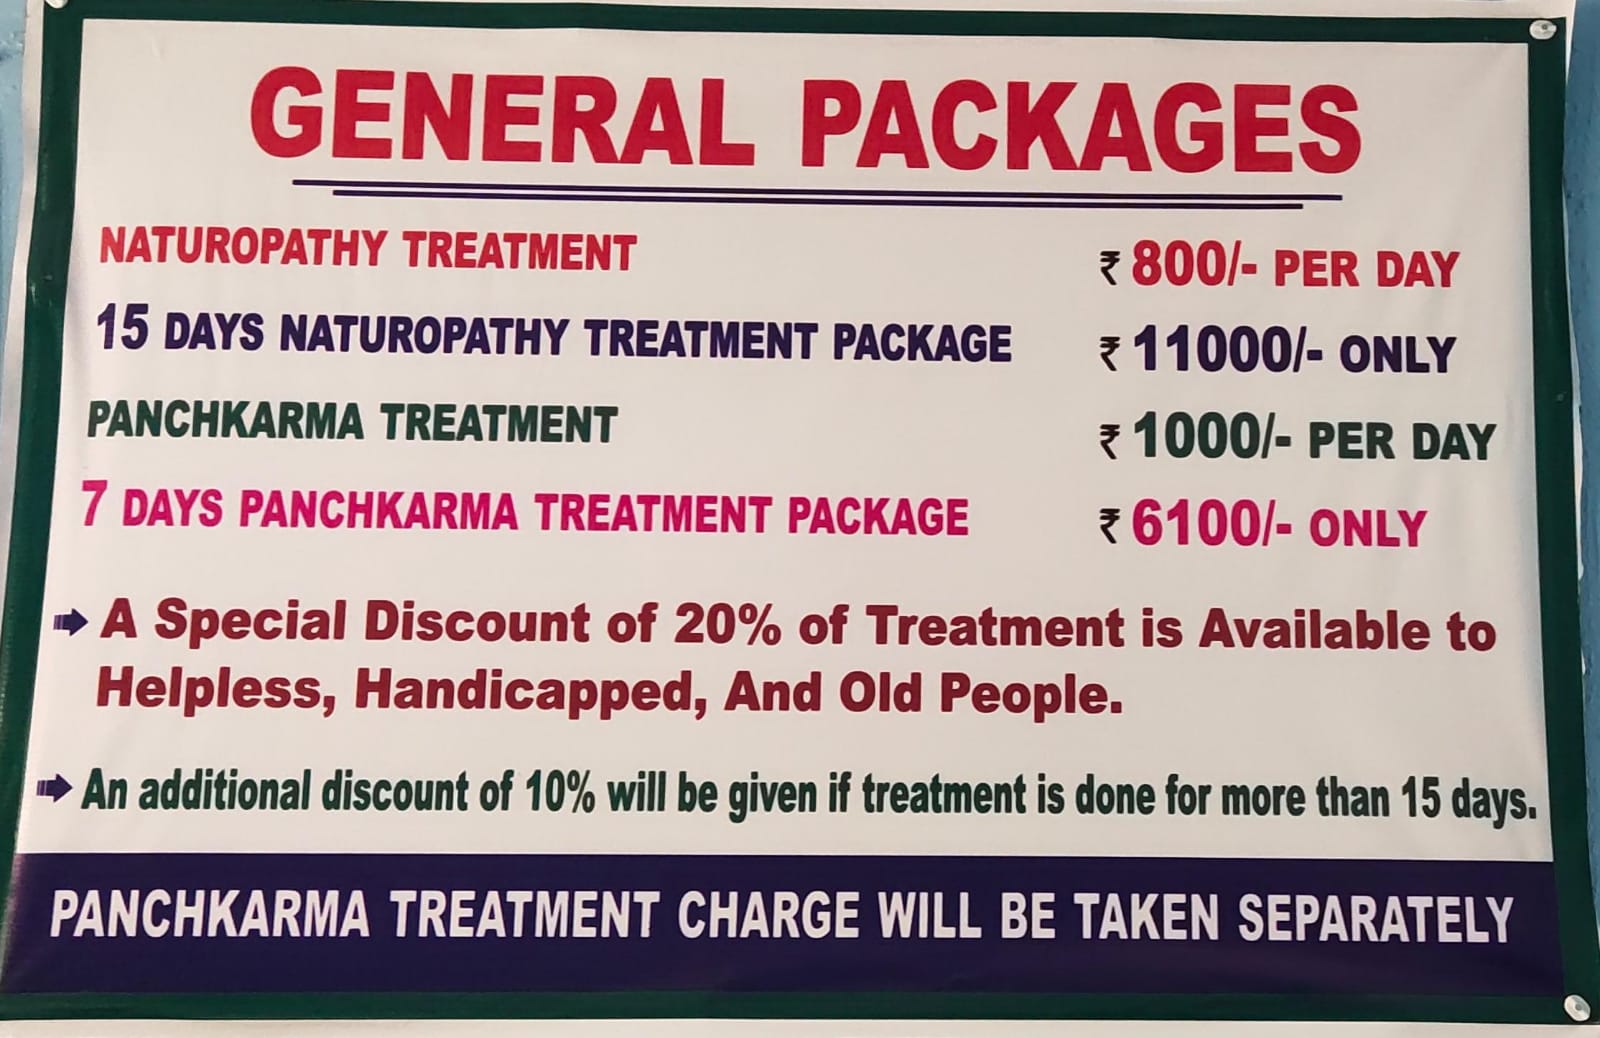 GENERAL PACKAGES
NATUROPATHY TREATMENT ₹ 800/- PER DAY
15 DAYS NATUROPATHY TREATMENT PACKAGE ₹ 11000/- ONLY
PANCHKARMA TREATMENT ₹ 1000/- PER DAY
7 DAYS PANCHKARMA TREATMENT PACKAGE ₹ 6100/- ONLY
A Special Discount of 20% of Treatment is Available to
Helpless, Handicapped, And Old People.
An additional discount of 10% will be given if treatment is done for more than 15 days.
PANCHKARMA TREATMENT CHARGE WILL BE TAKEN SEPARATELY